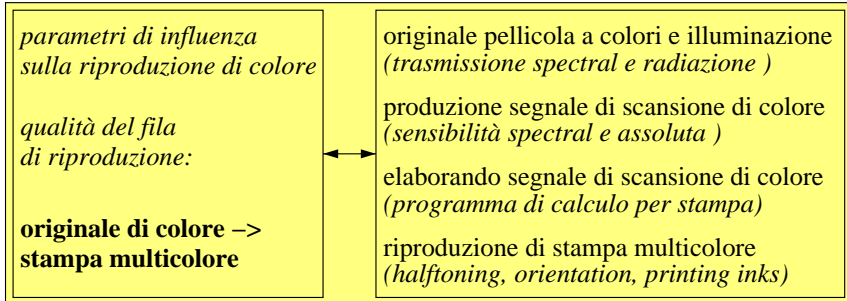 parametri di influenza
sulla riproduzione di colore
qualità del fila
di riproduzione:
originale di colore −>
stampa multicolore
originale pellicola a colori e illuminazione
(trasmissione spectral e radiazione )
produzione segnale di scansione di colore
(sensibilità spectral e assoluta )
elaborando segnale di scansione di colore
(programma di calculo per stampa)
riproduzione di stampa multicolore
(halftoning, orientation, printing inks)